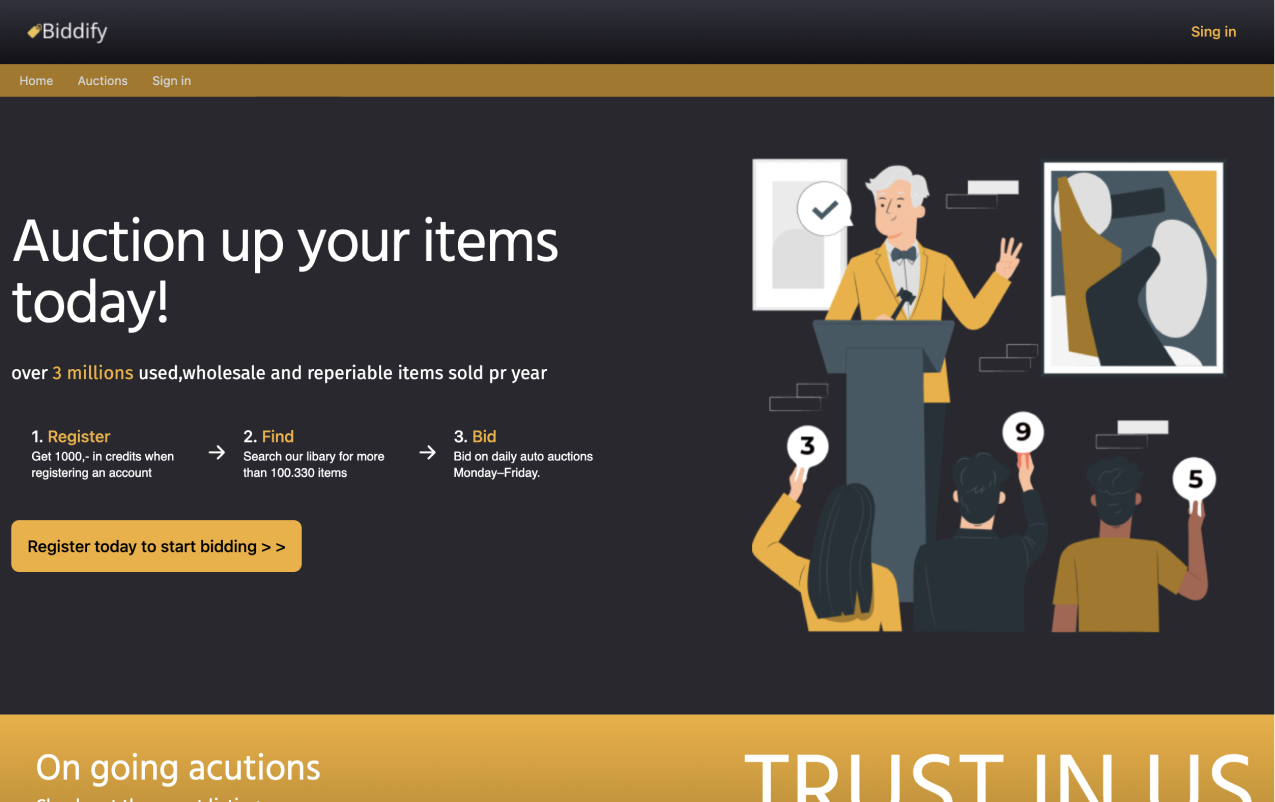 Biddify
Sing in
Home
Auctions
Sign in
Auction up your items
today!
over 3 millions used,wholesale and reperiable items sold pr year
1. Register
Get 1000,- in credits when
registering an account
2. Find
Search our libary for more
than 100.330 items
3. Bid
Bid on daily auto auctions
Monday–Friday.
Register today to start bidding > >
3
9
5
On going acutions
TRUST IN US